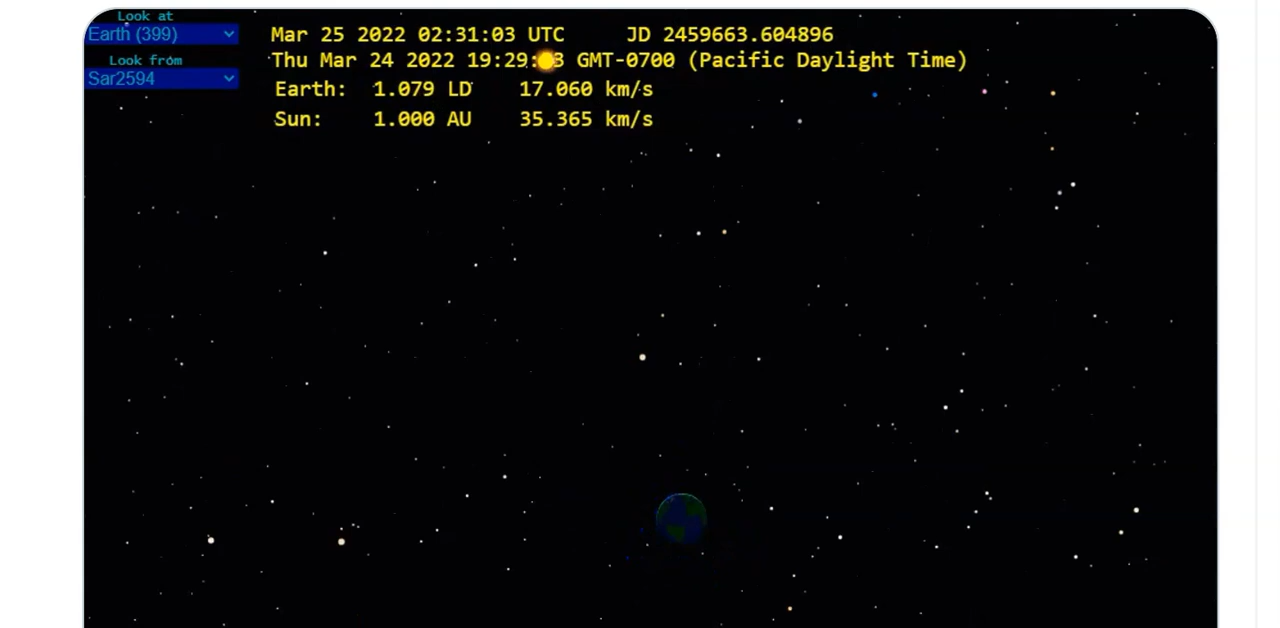 Look at
Earth (399)
Look from
Sar2594
Mar 25 2022 02:31:03 UTC JD 2459663.604896
Thu Mar 24 2022 19:29: 3 GMT-0700 (Pacific Daylight Time)
Earth: 1.079 LD 17.060 km/s
Sun: 1.000 AU 35.365 km/s